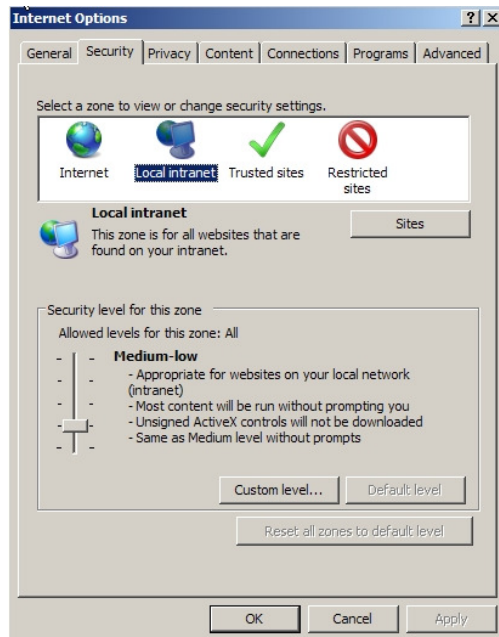 Internet Options
General Security Privacy Content Connections Programs Advanced
Select a zone to view or change security settings.
Internet Local intranet Trusted sites Restricted
sites
Local intranet
This zone is for all websites that are
found on your intranet.
Sites
Security level for this zone
Allowed levels for this zone: All
Medium-low
- Appropriate for websites on your local network
(intranet)
- Most content will be run without prompting you
- Unsigned ActiveX controls will not be downloaded
- Same as Medium level without prompts
Custom level... Default level
Reset all zones to default level
OK Cancel Apply